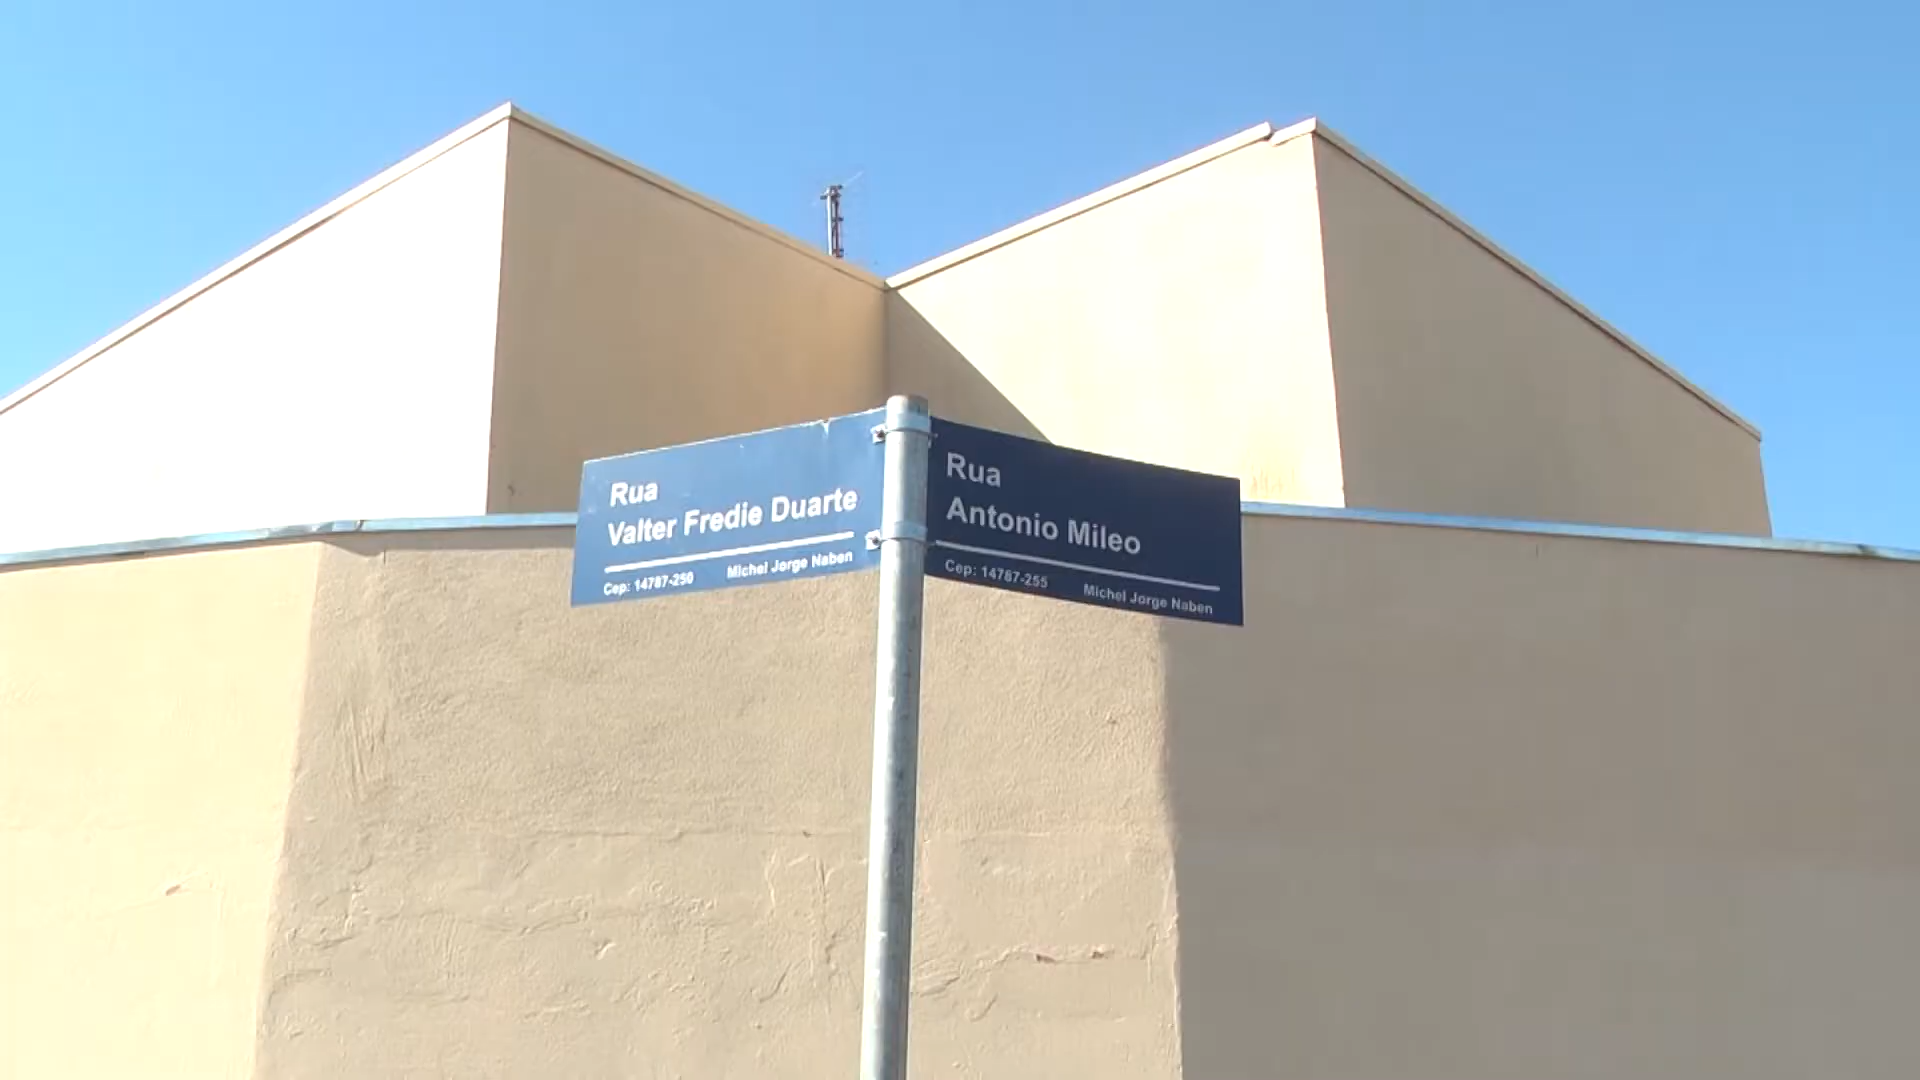 Rua
Valter Fredie Duarte
Cep: 14787-250 Michel Jorge Naben
Rua
Antonio Mileo
Cep: 14787-255 Michel Jorge Naben